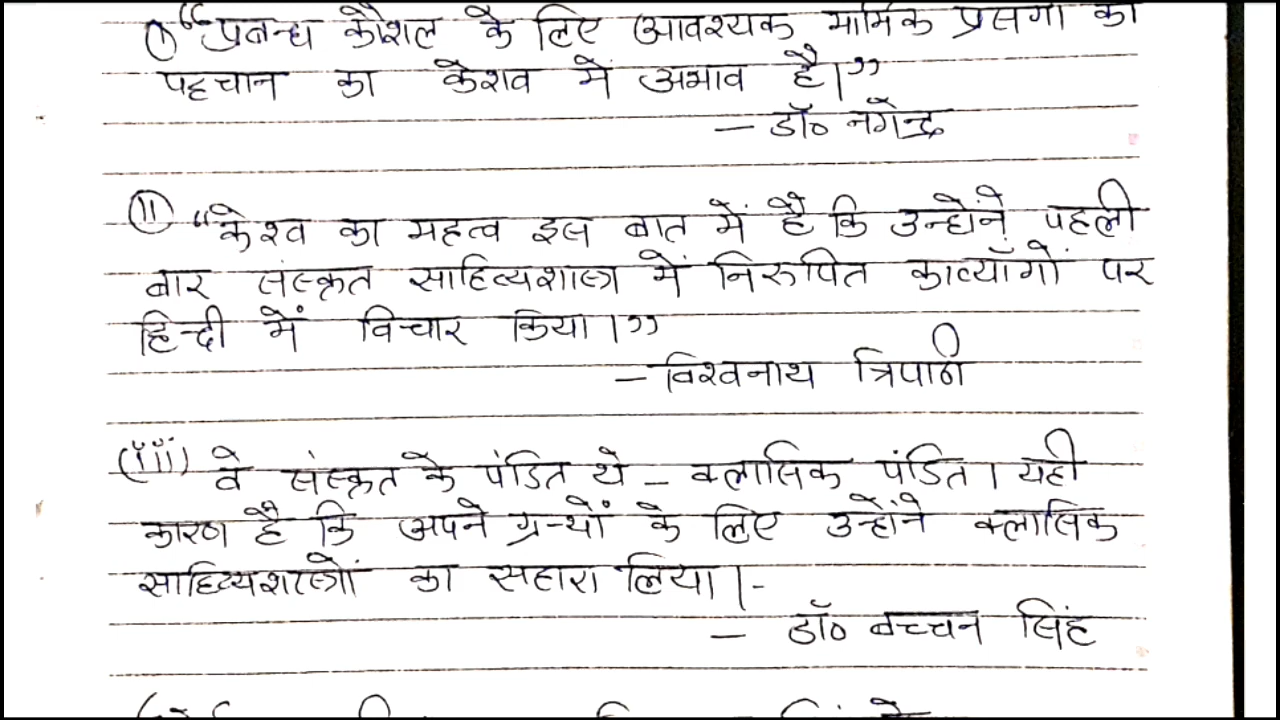 (i) “प्रबन्ध कौशल के लिए आवश्यक मार्मिक प्रसंगो की
पहचान का केशव में अभाव है।”
– डॉ० नगेन्द्र
(ii) “केशव का महत्व इस बात में है कि उन्होंने पहली
बार संस्कृत साहित्यशास्त्र में निरुपित काव्याँगों पर
हिन्दी में विचार किया।”
– विश्वनाथ त्रिपाठी
(iii) वे संस्कृत के पंडित थे – क्लासिक पंडित। यही
कारण है कि अपने ग्रन्थों के लिए उन्होंने क्लासिक
साहित्यशास्त्रों का सहारा लिया।-
– डॉ० बच्चन सिंह